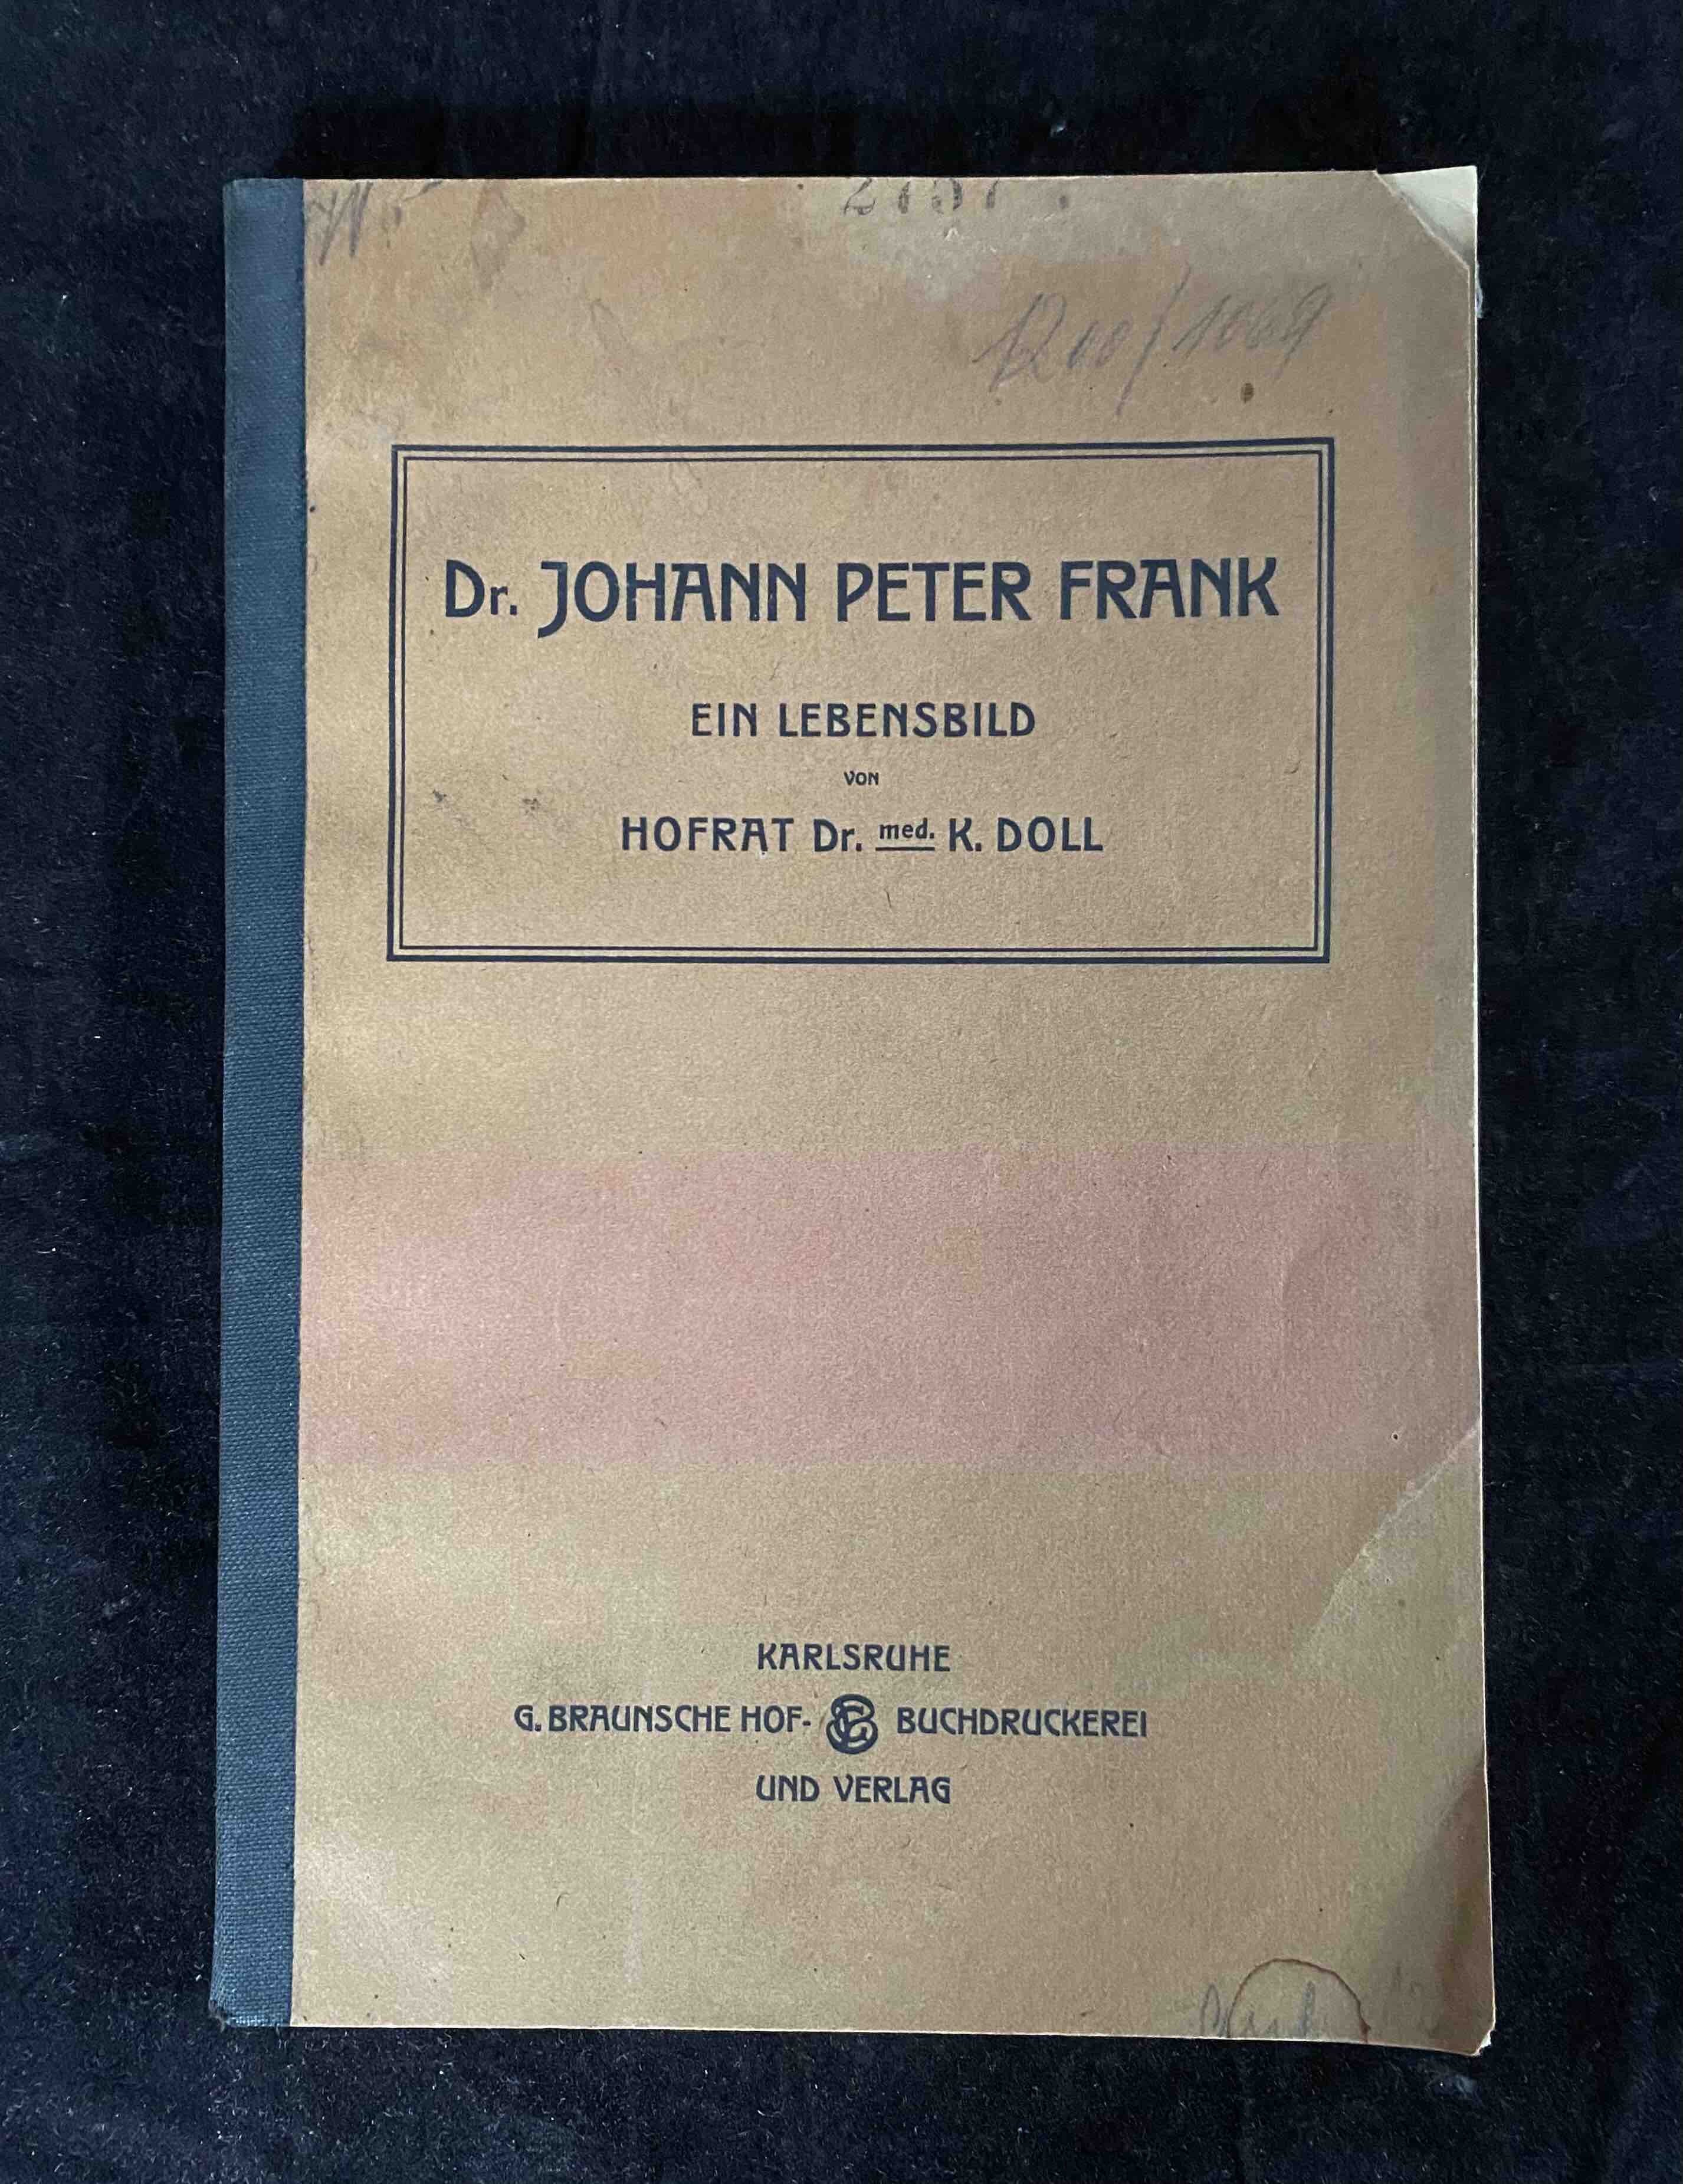 Dr. JOHANN PETER FRANK
EIN LEBENSBILD
VON
HOFRAT Dr. med. K. DOLL
KARLSRUHE
G. BRAUNSCHE HOF- BUCHDRUCKEREI
UND VERLAG